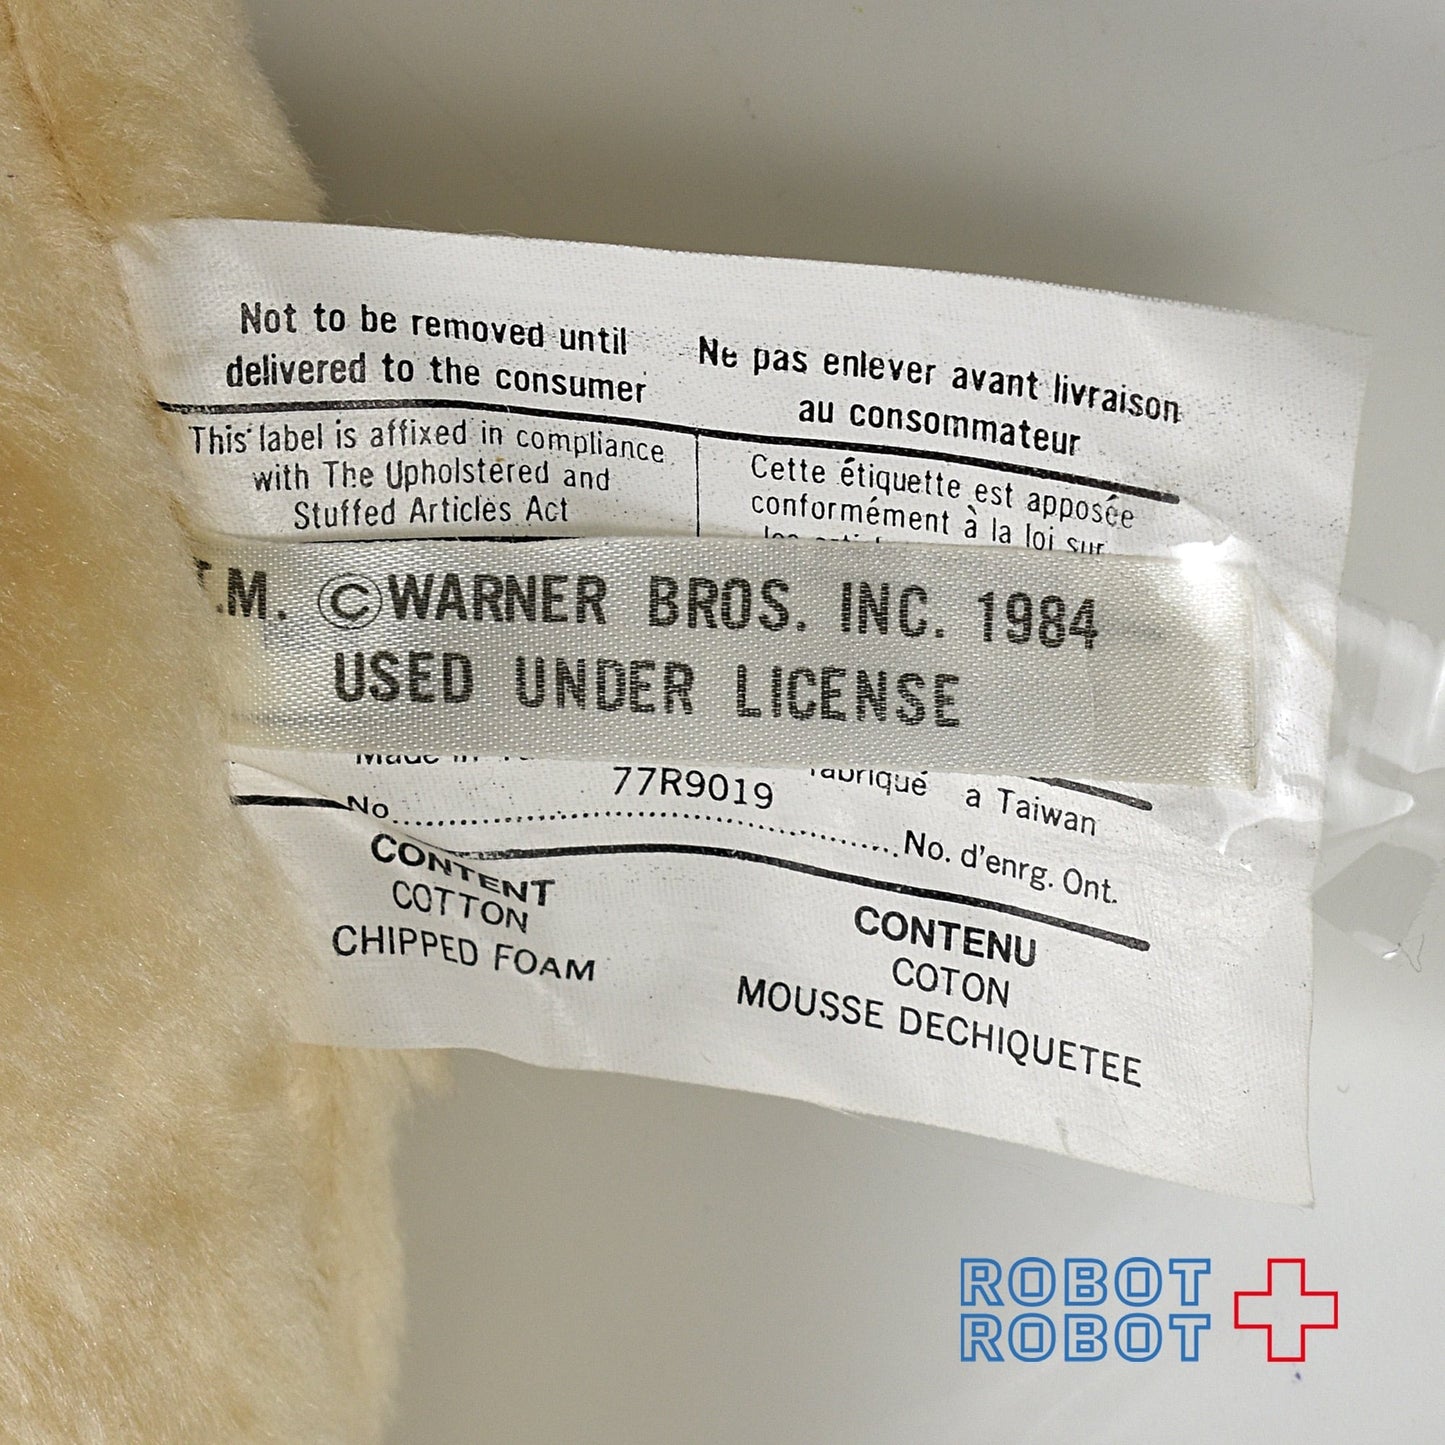 Not to be removed until
delivered to the consumer
Ne pas enlever avant livraison
au consommateur
This label is affixed in compliance
with The Upholstered and
Stuffed Articles Act
Cette étiquette est apposée
conformément à la loi sur
T.M. ©WARNER BROS. INC. 1984
USED UNDER LICENSE
Made in
fabriqué a Taiwan
77R9019
No. No. d'enrg. Ont.
CONTENT
COTTON
CHIPPED FOAM
CONTENU
COTON
MOUSSE DECHIQUETEE
ROBOT
ROBOT